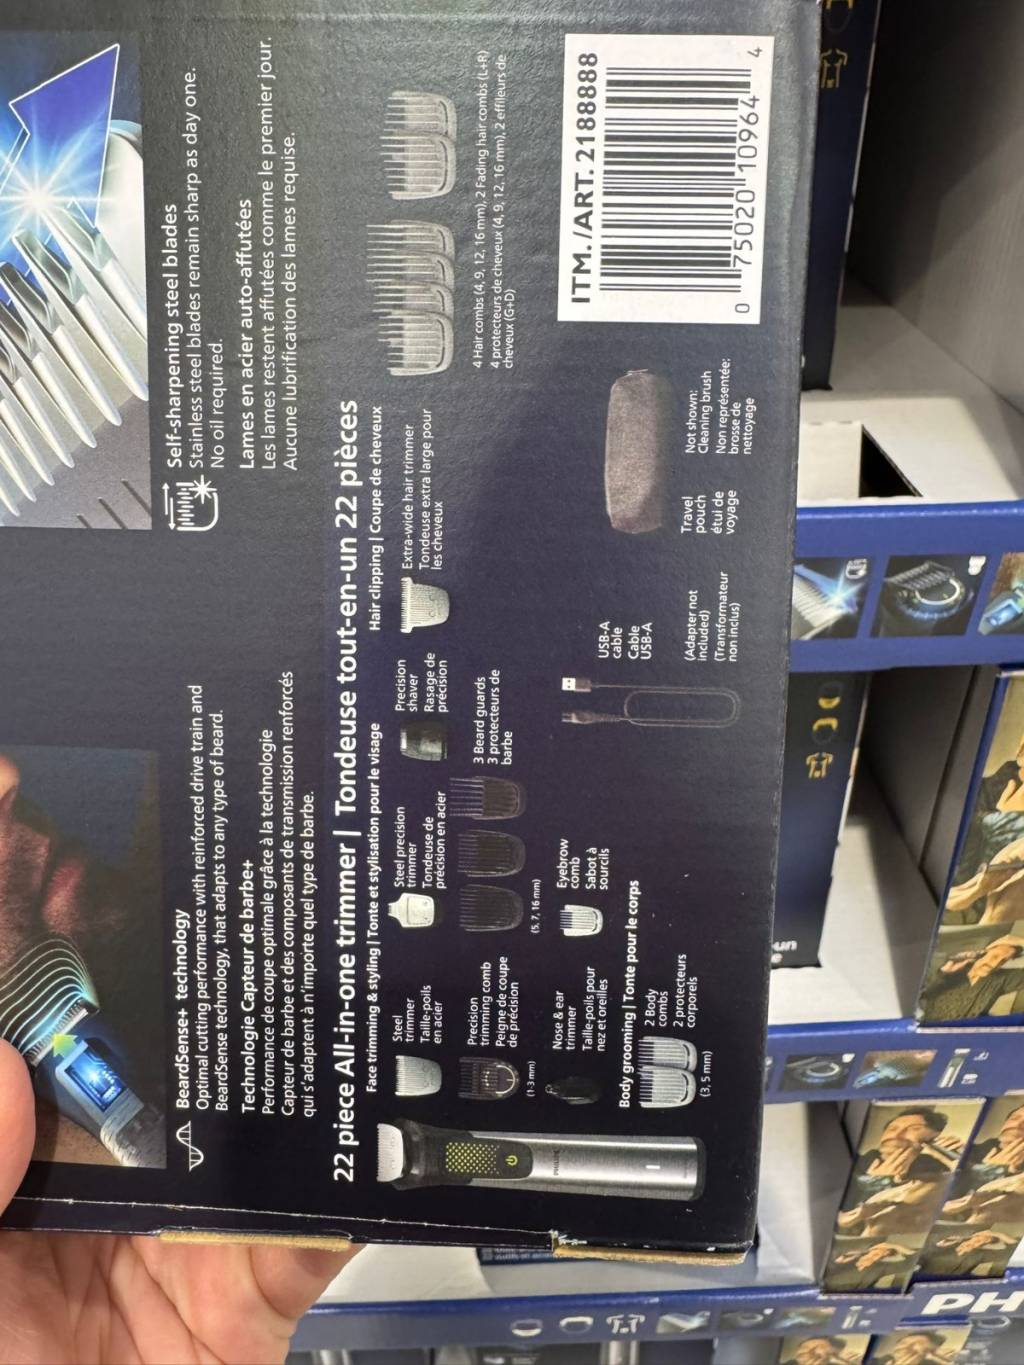 Self-sharpening steel blades
Stainless steel blades remain sharp as day one.
No oil required.
Lames en acier auto-affutées
Les lames restent affutées comme le premier jour.
Aucune lubrification des lames requise.
BeardSense+ technology
Optimal cutting performance with reinforced drive train and
BeardSense technology, that adapts to any type of beard.
Technologie Capteur de barbe+
Performance de coupe optimale grâce à la technologie
Capteur de barbe et des composants de transmission renforcés
qui s'adaptent à n'importe quel type de barbe.
22 piece All-in-one trimmer | Tondeuse tout-en-un 22 pièces
Face trimming & styling | Tonte et stylisation pour le visage
Steel
trimmer
Taille-poils
en acier
Steel precision
trimmer
Tondeuse de
précision en acier
Precision
shaver
Rasage de
précision
Precision
trimming comb
Peigne de coupe
de précision
(1-3 mm)
3 Beard guards
3 protecteurs de
barbe
(5, 7, 16 mm)
Nose & ear
trimmer
Taille-poils pour
nez et oreilles
Eyebrow
comb
Sabot à
sourcils
Body grooming | Tonte pour le corps
2 Body
combs
2 protecteurs
corporels
(3, 5 mm)
Hair clipping | Coupe de cheveux
Extra-wide hair trimmer
Tondeuse extra large pour
les cheveux
4 Hair combs (4, 9, 12, 16 mm), 2 Fading hair combs (L+R)
4 protecteurs de cheveux (4, 9, 12, 16 mm), 2 effileurs de
cheveux (G+D)
USB-A
cable
Cable
USB-A
(Adapter not
included)
(Transformateur
non inclus)
Travel
pouch
étui de
voyage
Not shown:
Cleaning brush
Non représentée:
brosse de
nettoyage
ITM./ART. 2188888
0 75020 10964 4
PHILIPS
PH